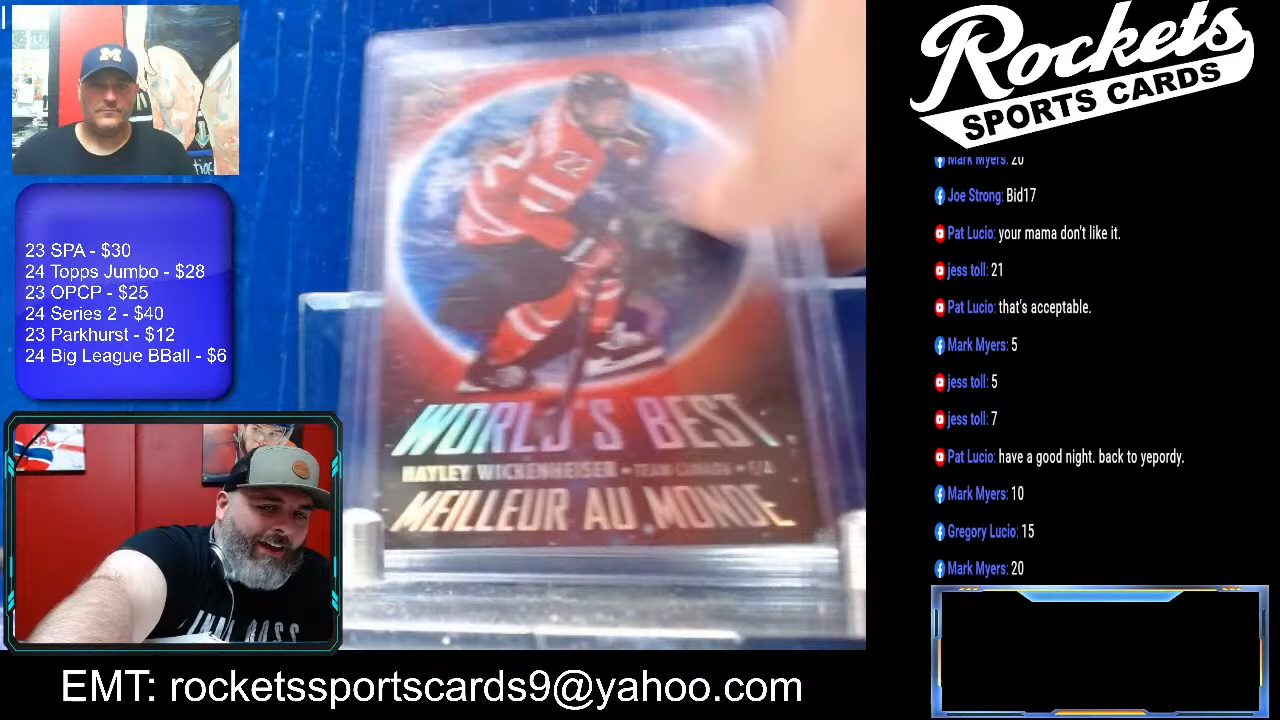 M
23 SPA - $30
24 Topps Jumbo - $28
23 OPCP - $25
24 Series 2 - $40
23 Parkhurst - $12
24 Big League BBall - $6
22
WORLD'S BEST
HAYLEY WICKENHEISER • TEAM CANADA • F/A
MEILLEUR AU MONDE
Rockets
SPORTS CARDS
Mark Myers: 20
Joe Strong: Bid17
Pat Lucio: your mama don't like it.
jess toll: 21
Pat Lucio: that's acceptable.
Mark Myers: 5
jess toll: 5
jess toll: 7
Pat Lucio: have a good night. back to yepordy.
Mark Myers: 10
Gregory Lucio: 15
Mark Myers: 20
33
EMT: rocketssportscards9@yahoo.com